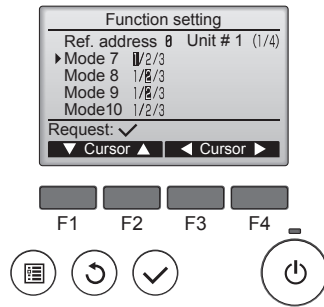 Function setting
Ref. address 0 Unit # 1 (1/4)
Mode 7 1/2/3
Mode 8 1/2/3
Mode 9 1/2/3
Mode10 1/2/3
Request: ✓
▼ Cursor ▲ ◀ Cursor ▶
F1 F2 F3 F4